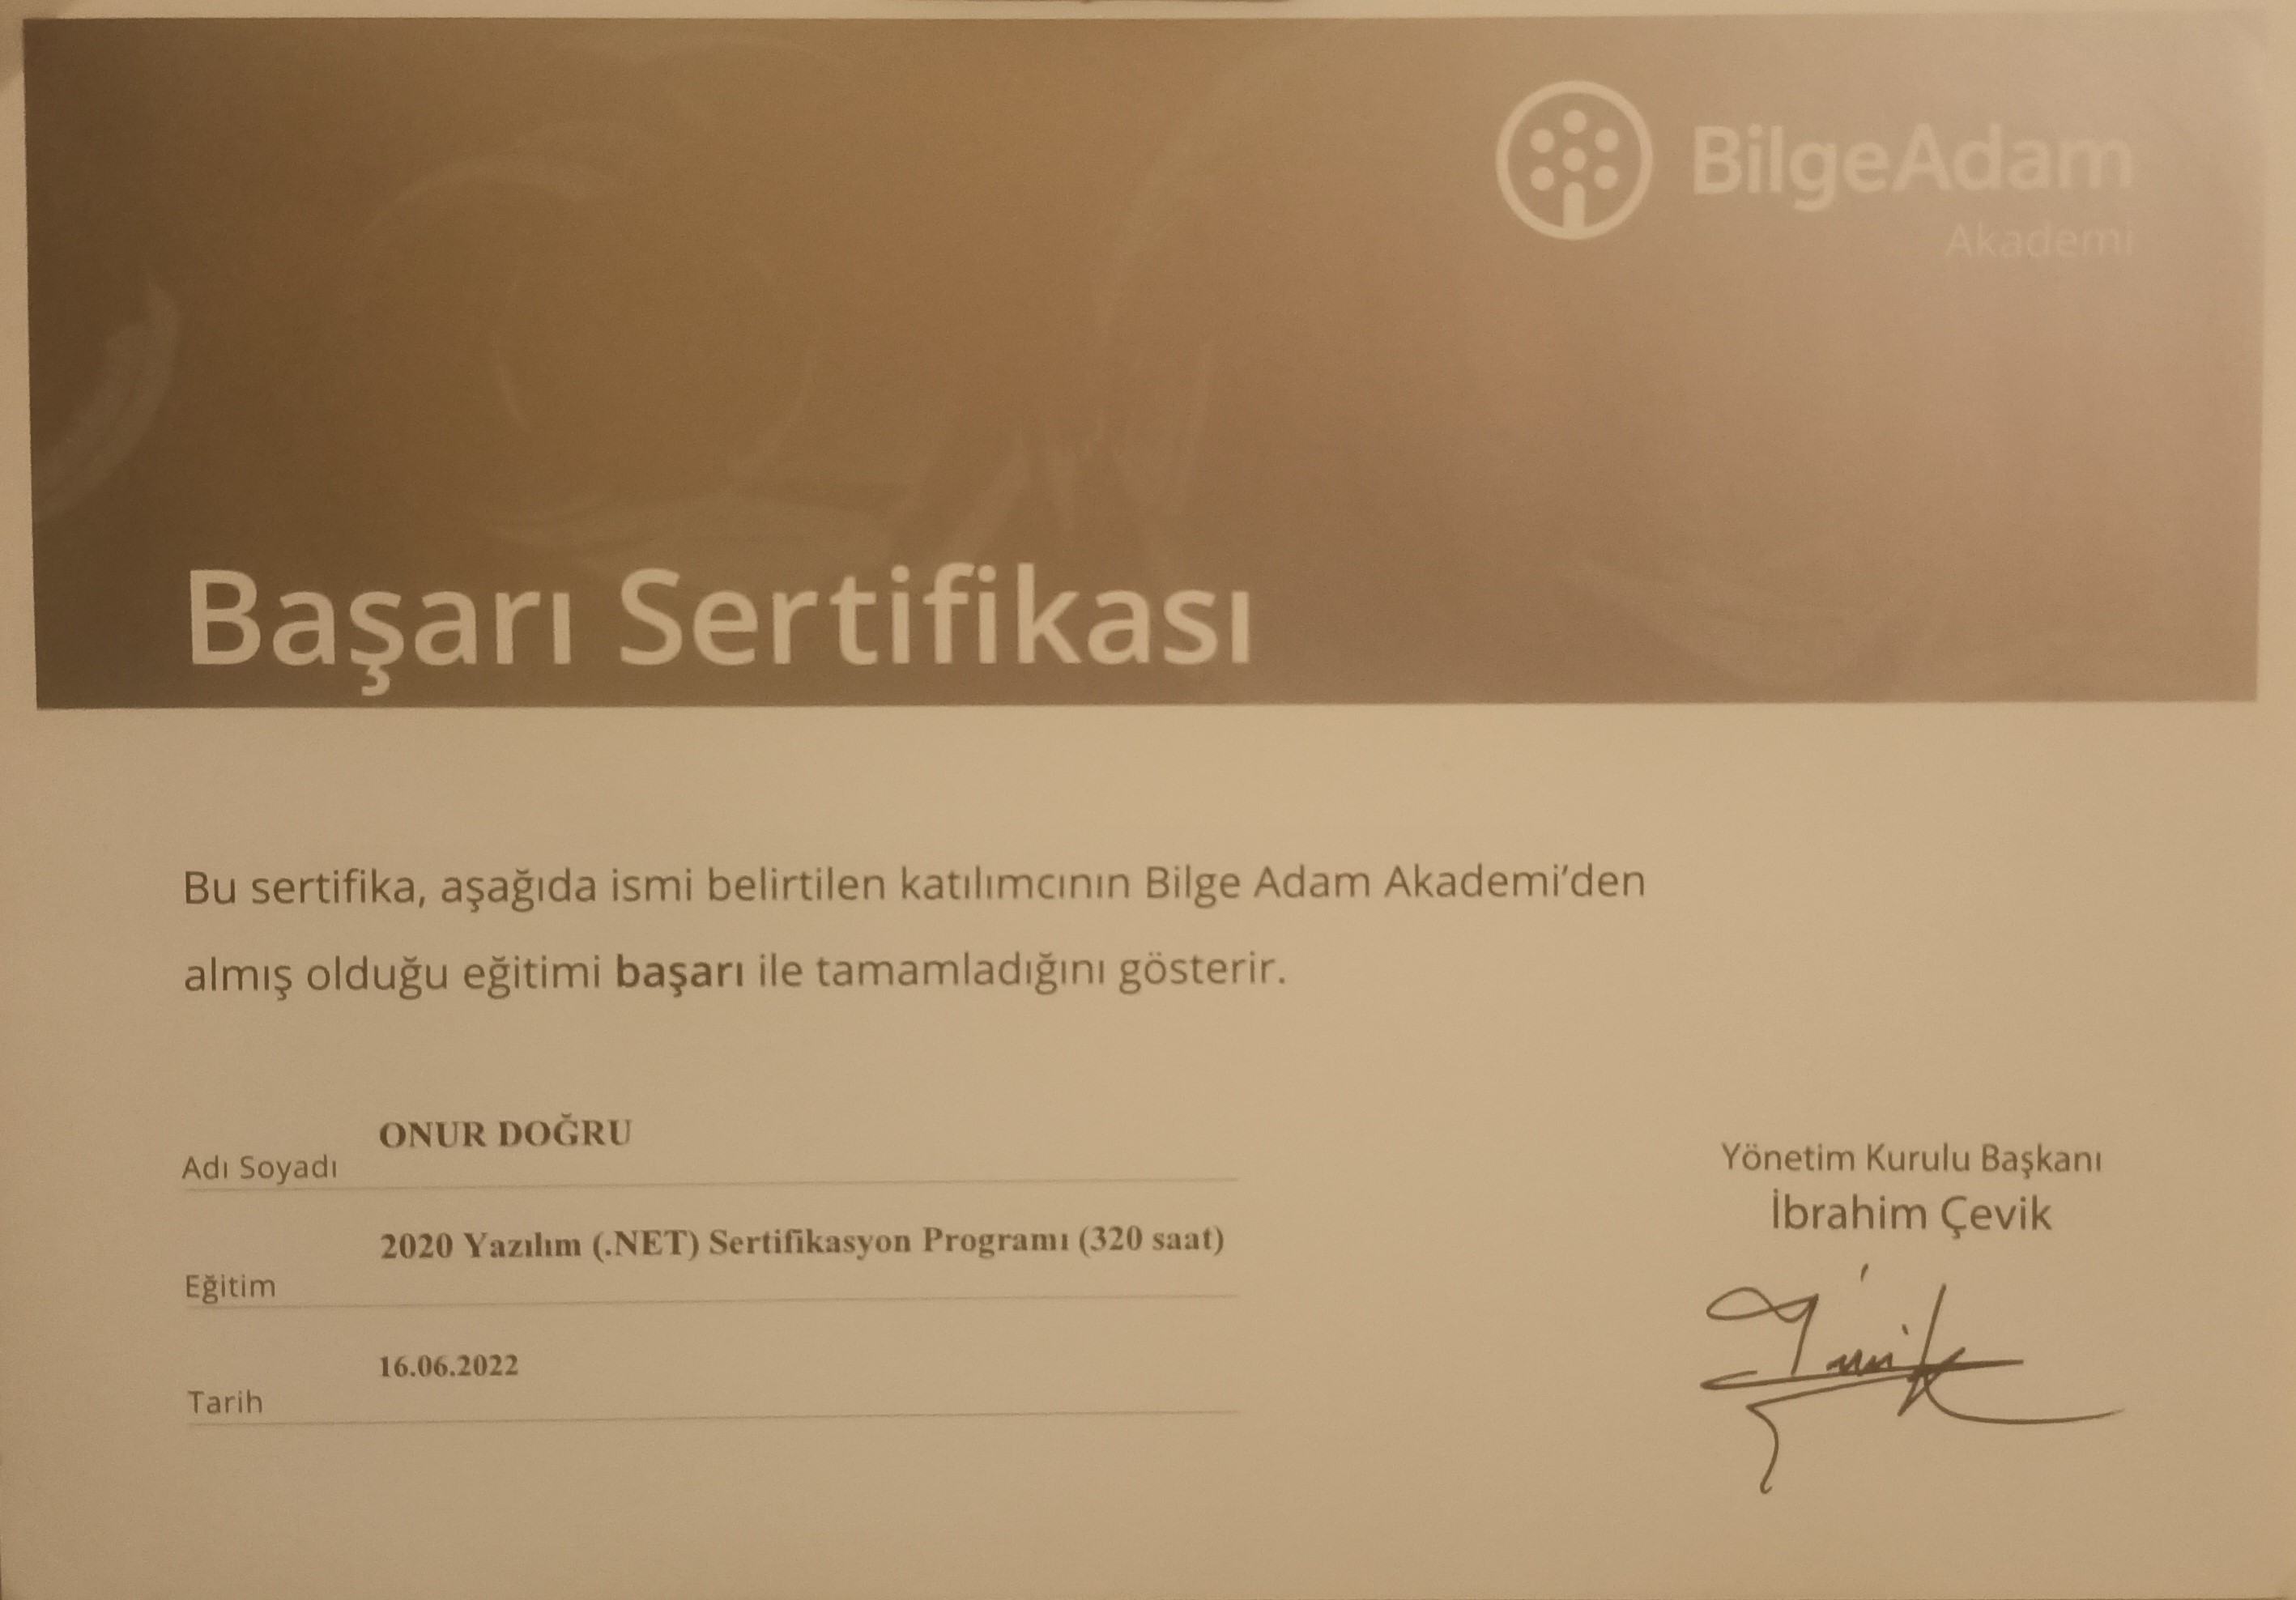 BilgeAdam
Akademi
Başarı Sertifikası
Bu sertifika, aşağıda ismi belirtilen katılımcının Bilge Adam Akademi'den
almış olduğu eğitimi başarı ile tamamladığını gösterir.
ONUR DOĞRU
Adı Soyadı
2020 Yazılım (.NET) Sertifikasyon Programı (320 saat)
Eğitim
16.06.2022
Tarih
Yönetim Kurulu Başkanı
İbrahim Çevik